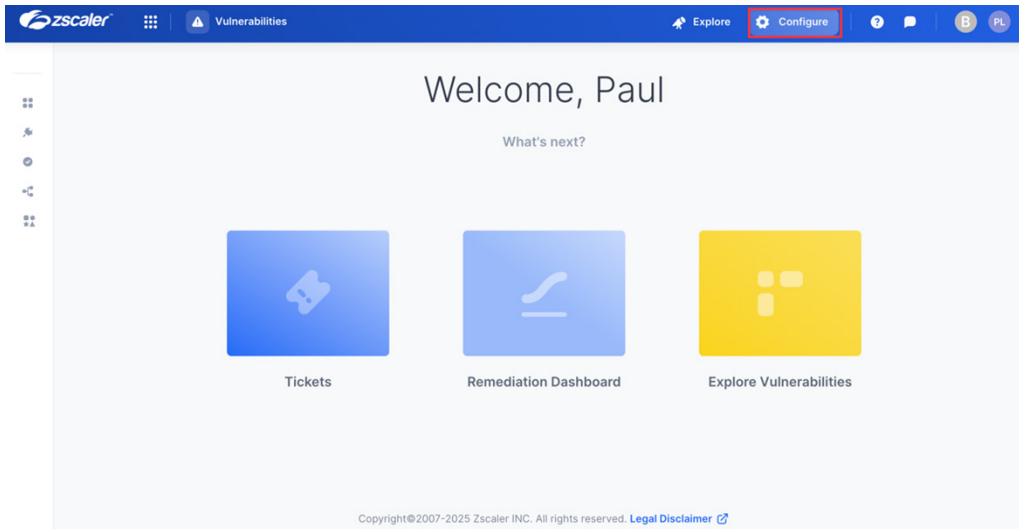 zscaler
Vulnerabilities
Explore
Configure
?
B
PL
Welcome, Paul
What's next?
Tickets
Remediation Dashboard
Explore Vulnerabilities
Copyright©2007-2025 Zscaler INC. All rights reserved. Legal Disclaimer